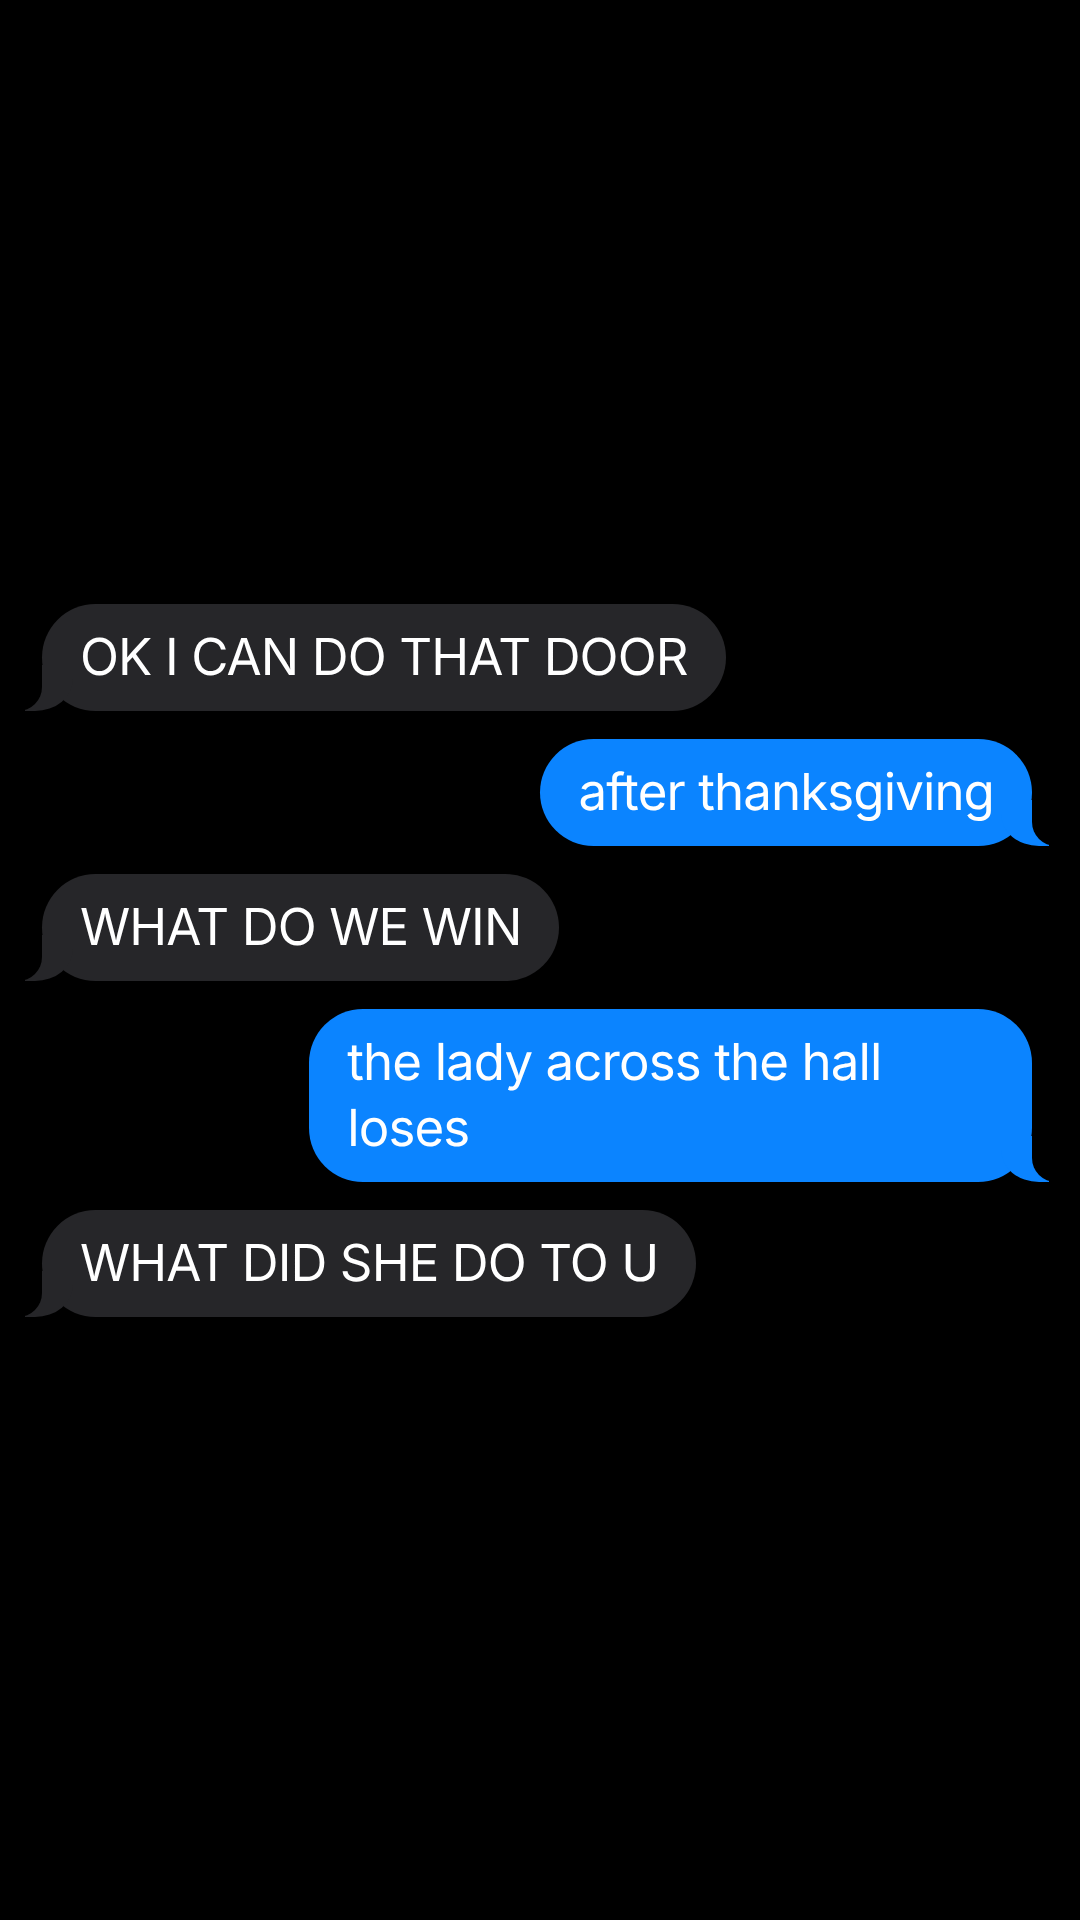 OK I CAN DO THAT DOOR
after thanksgiving
WHAT DO WE WIN
the lady across the hall
loses
WHAT DID SHE DO TO U